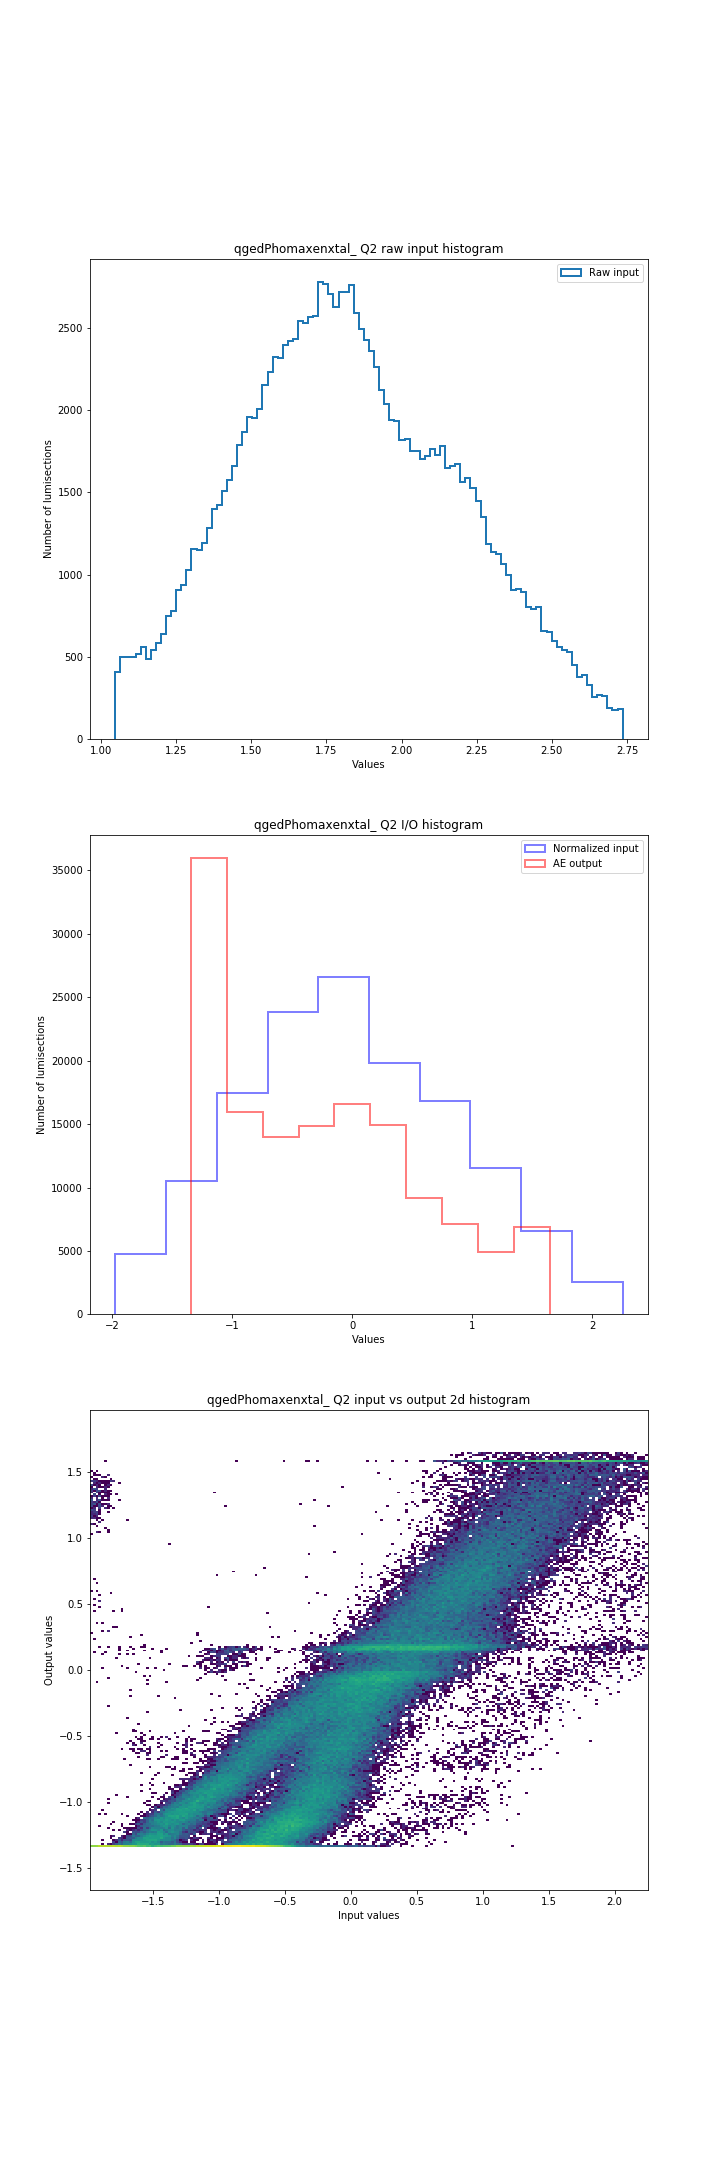 qgedPhomaxenxtal_ Q2 raw input histogram
Raw input
Number of lumisections
2500
2000
1500
1000
500
0
1.00 1.25 1.50 1.75 2.00 2.25 2.50 2.75
Values
qgedPhomaxenxtal_ Q2 I/O histogram
Normalized input
AE output
Number of lumisections
35000
30000
25000
20000
15000
10000
5000
0
−2 −1 0 1 2
Values
qgedPhomaxenxtal_ Q2 input vs output 2d histogram
Output values
1.5
1.0
0.5
0.0
−0.5
−1.0
−1.5
−1.5 −1.0 −0.5 0.0 0.5 1.0 1.5 2.0
Input values